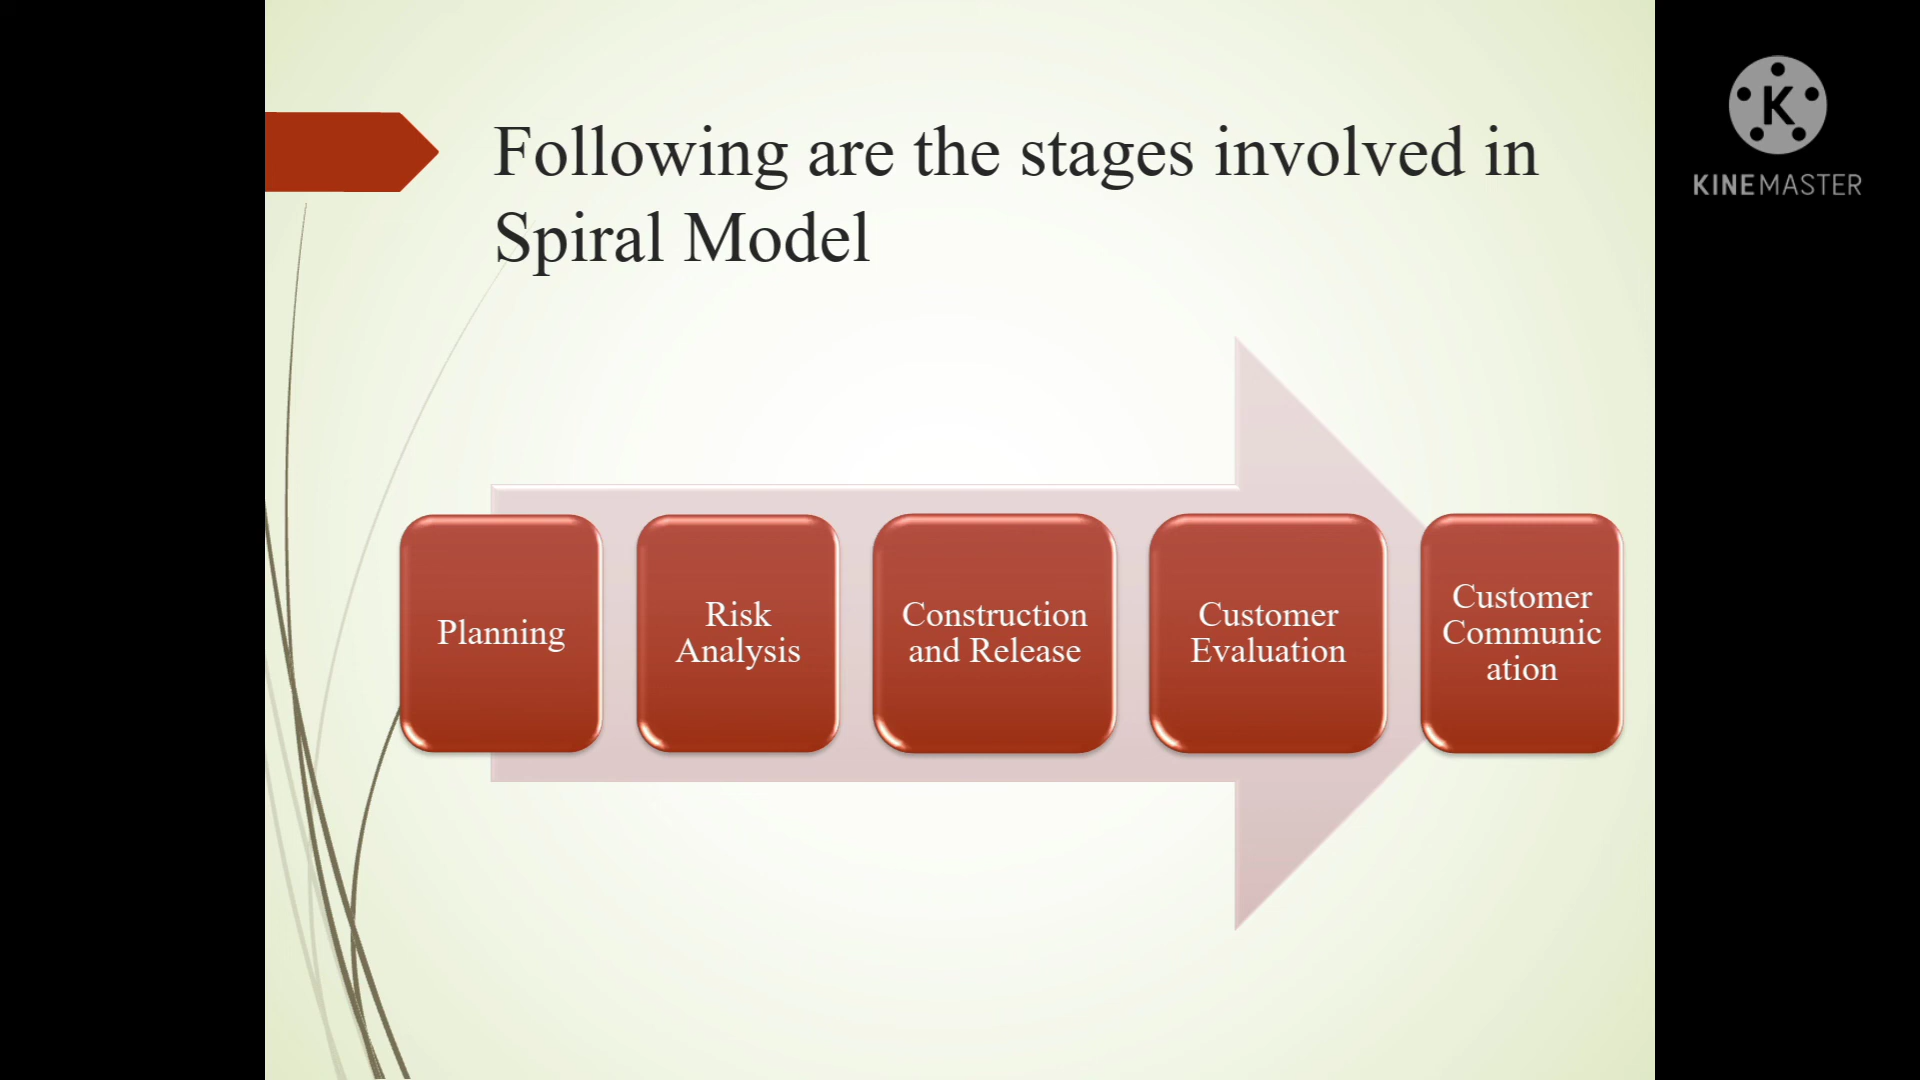 Following are the stages involved in
Spiral Model
Planning
Risk
Analysis
Construction
and Release
Customer
Evaluation
Customer
Communic
ation
K
KINEMASTER